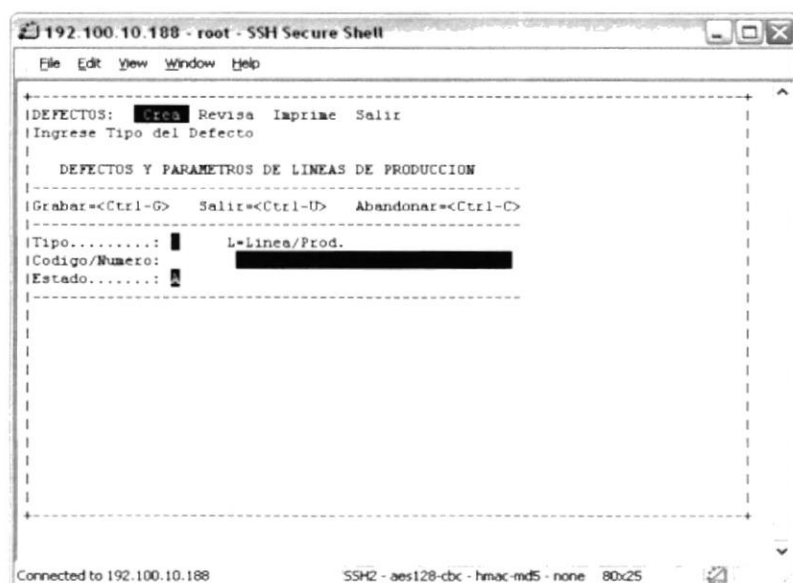 192.100.10.188 - root - SSH Secure Shell
File Edit View Window Help
DEFECTOS: Crea Revisa Imprime Salir
Ingrese Tipo del Defecto
DEFECTOS Y PARAMETROS DE LINEAS DE PRODUCCION
Grabar=<Ctrl-G> Salir=<Ctrl-U> Abandonar=<Ctrl-C>
Tipo.........: L=Linea/Prod.
Codigo/Numero:
Estado.......: A
Connected to 192.100.10.188 SSH2 - aes128-cbc - hmac-md5 - none 80x25